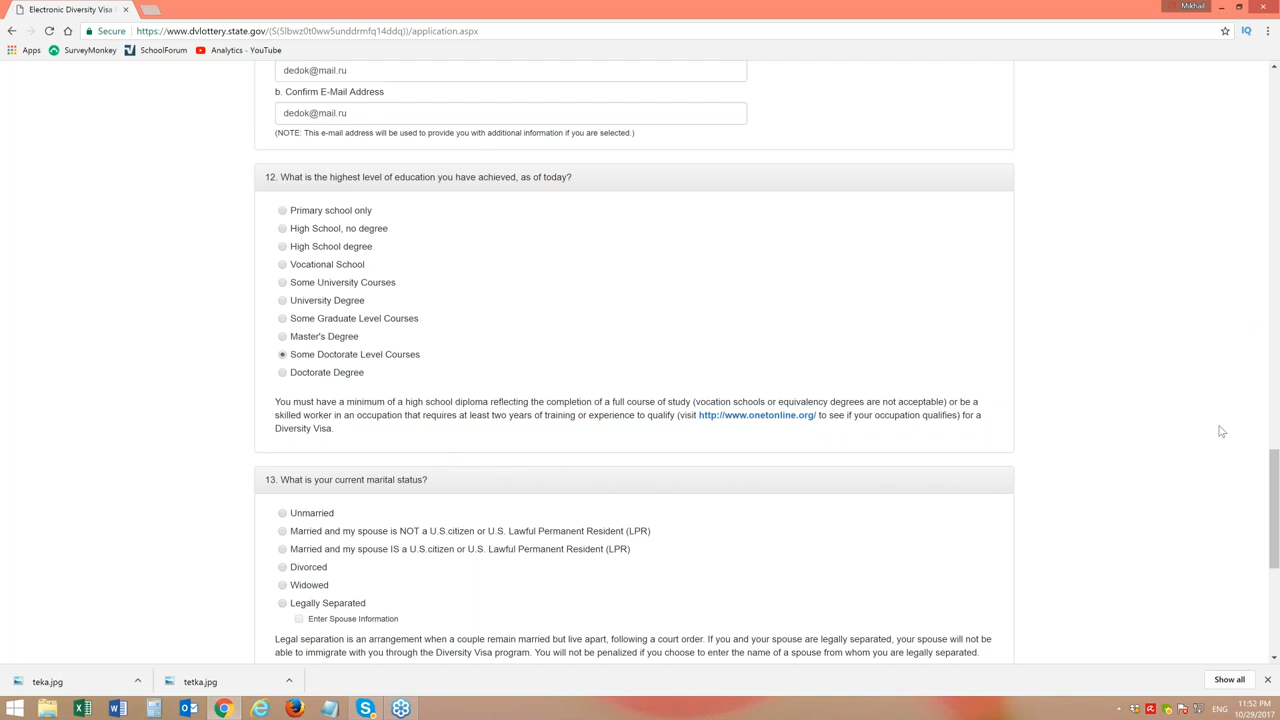 Electronic Diversity Visa
Mikhail
Secure https://www.dvlottery.state.gov/(S(5lbwz0t0ww5unddrmfq14ddq))/application.aspx
Apps SurveyMonkey SchoolForum Analytics - YouTube
dedok@mail.ru
b. Confirm E-Mail Address
dedok@mail.ru
(NOTE: This e-mail address will be used to provide you with additional information if you are selected.)
12. What is the highest level of education you have achieved, as of today?
Primary school only
High School, no degree
High School degree
Vocational School
Some University Courses
University Degree
Some Graduate Level Courses
Master's Degree
Some Doctorate Level Courses
Doctorate Degree
You must have a minimum of a high school diploma reflecting the completion of a full course of study (vocation schools or equivalency degrees are not acceptable) or be a
skilled worker in an occupation that requires at least two years of training or experience to qualify (visit http://www.onetonline.org/ to see if your occupation qualifies) for a
Diversity Visa.
13. What is your current marital status?
Unmarried
Married and my spouse is NOT a U.S.citizen or U.S. Lawful Permanent Resident (LPR)
Married and my spouse IS a U.S.citizen or U.S. Lawful Permanent Resident (LPR)
Divorced
Widowed
Legally Separated
Enter Spouse Information
Legal separation is an arrangement when a couple remain married but live apart, following a court order. If you and your spouse are legally separated, your spouse will not be
able to immigrate with you through the Diversity Visa program. You will not be penalized if you choose to enter the name of a spouse from whom you are legally separated.
teka.jpg tetka.jpg Show all
ENG 11:52 PM
10/29/2017